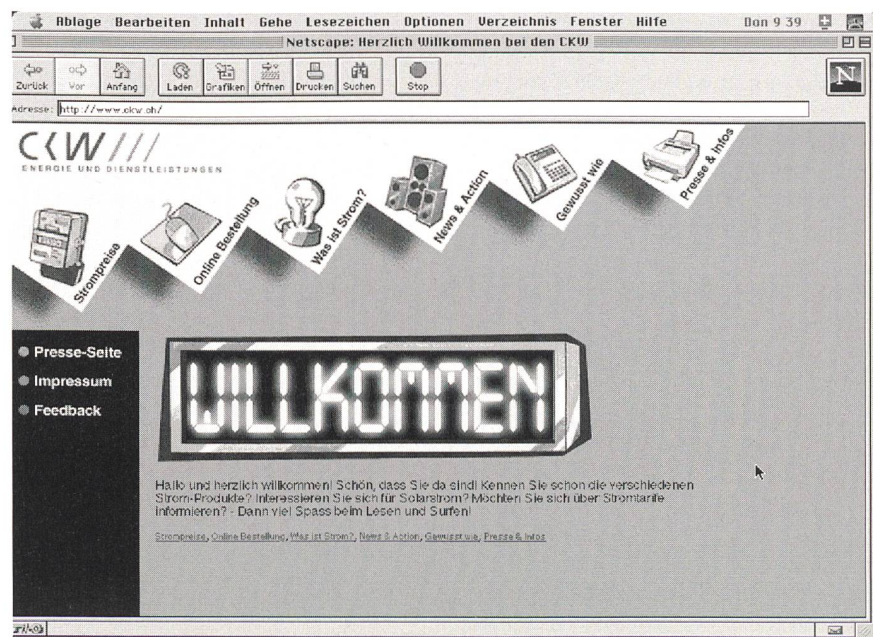 Ablage Bearbeiten Inhalt Gehe Lesezeichen Optionen Verzeichnis Fenster Hilfe Don 9 39
Netscape: Herzlich Willkommen bei den CKW
Zurück Vor Anfang Laden Grafiken Öffnen Drucken Suchen Stop
N
Adresse: http://www.ckw.ch/
CKW///
ENERGIE UND DIENSTLEISTUNGEN
Strompreise
Online Bestellung
Was ist Strom?
News & Action
Gewusst wie
Presse & Infos
Presse-Seite
Impressum
Feedback
WILLKOMMEN
Hallo und herzlich willkommen! Schön, dass Sie da sind! Kennen Sie schon die verschiedenen
Strom-Produkte? Interessieren Sie sich für Solarstrom? Möchten Sie sich über Stromtarife
informieren? - Dann viel Spass beim Lesen und Surfen!
Strompreise, Online Bestellung, Was ist Strom?, News & Action, Gewusst wie, Presse & Infos